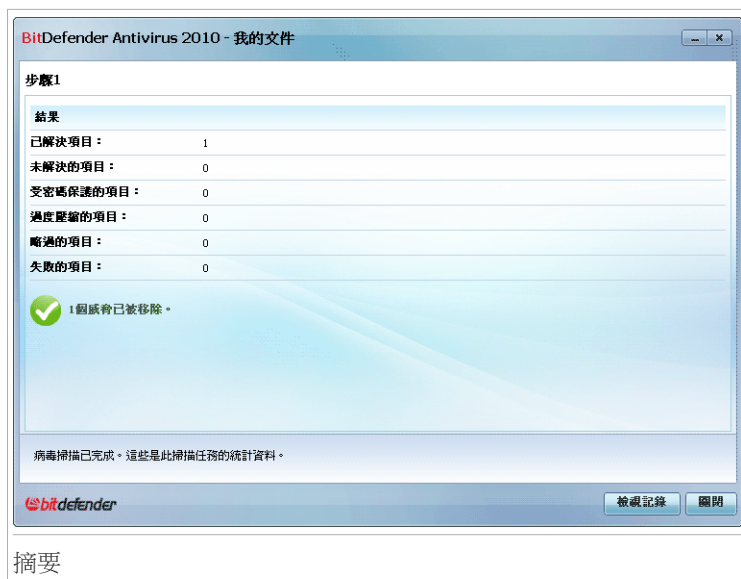 BitDefender Antivirus 2010 - 我的文件
步驟1
結果
已解決項目： 1
未解決的項目： 0
受密碼保護的項目： 0
過度壓縮的項目： 0
略過的項目： 0
失敗的項目： 0
1個威脅已被移除。
病毒掃描已完成。這些是此掃描任務的統計資料。
bitdefender
檢視記錄 關閉
摘要